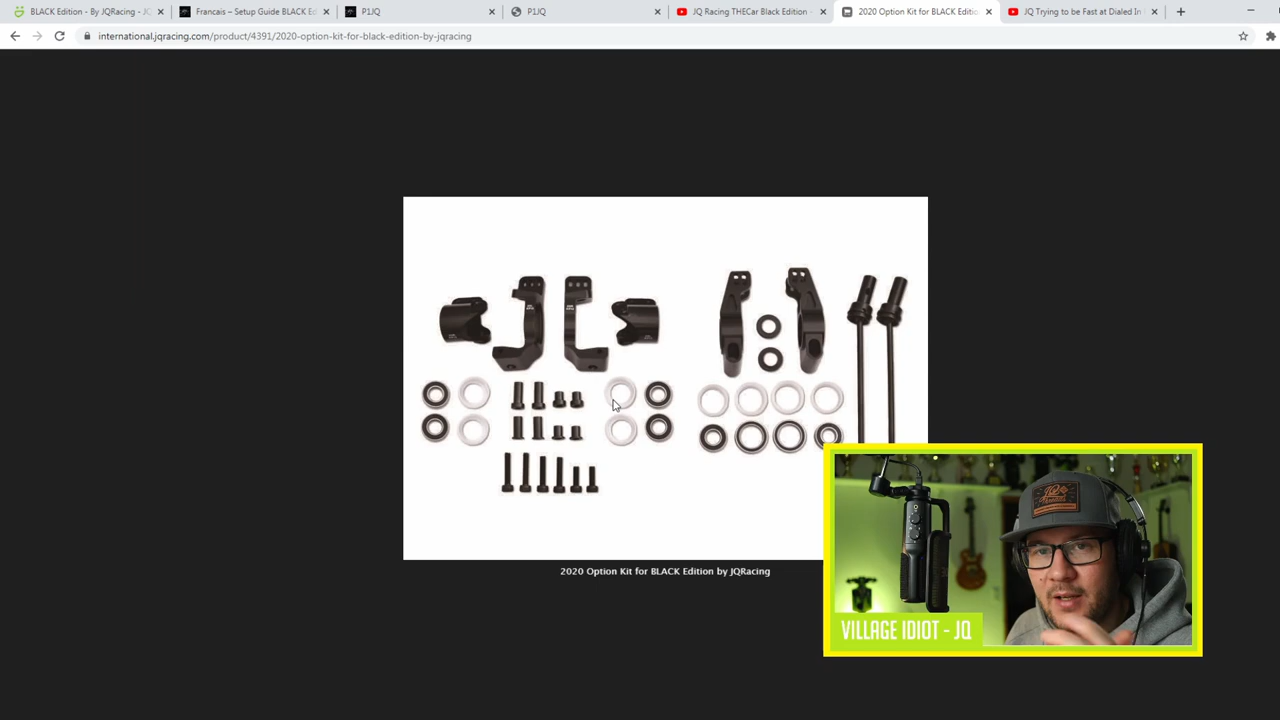 BLACK Edition - By JQRacing - JC
Francais – Setup Guide BLACK Ed
P1JQ
P1JQ
JQ Racing THECar Black Edition -
2020 Option Kit for BLACK Editio
JQ Trying to be Fast at Dialed In
international.jqracing.com/product/4391/2020-option-kit-for-black-edition-by-jqracing
2020 Option Kit for BLACK Edition by JQRacing
VILLAGE IDIOT - JQ